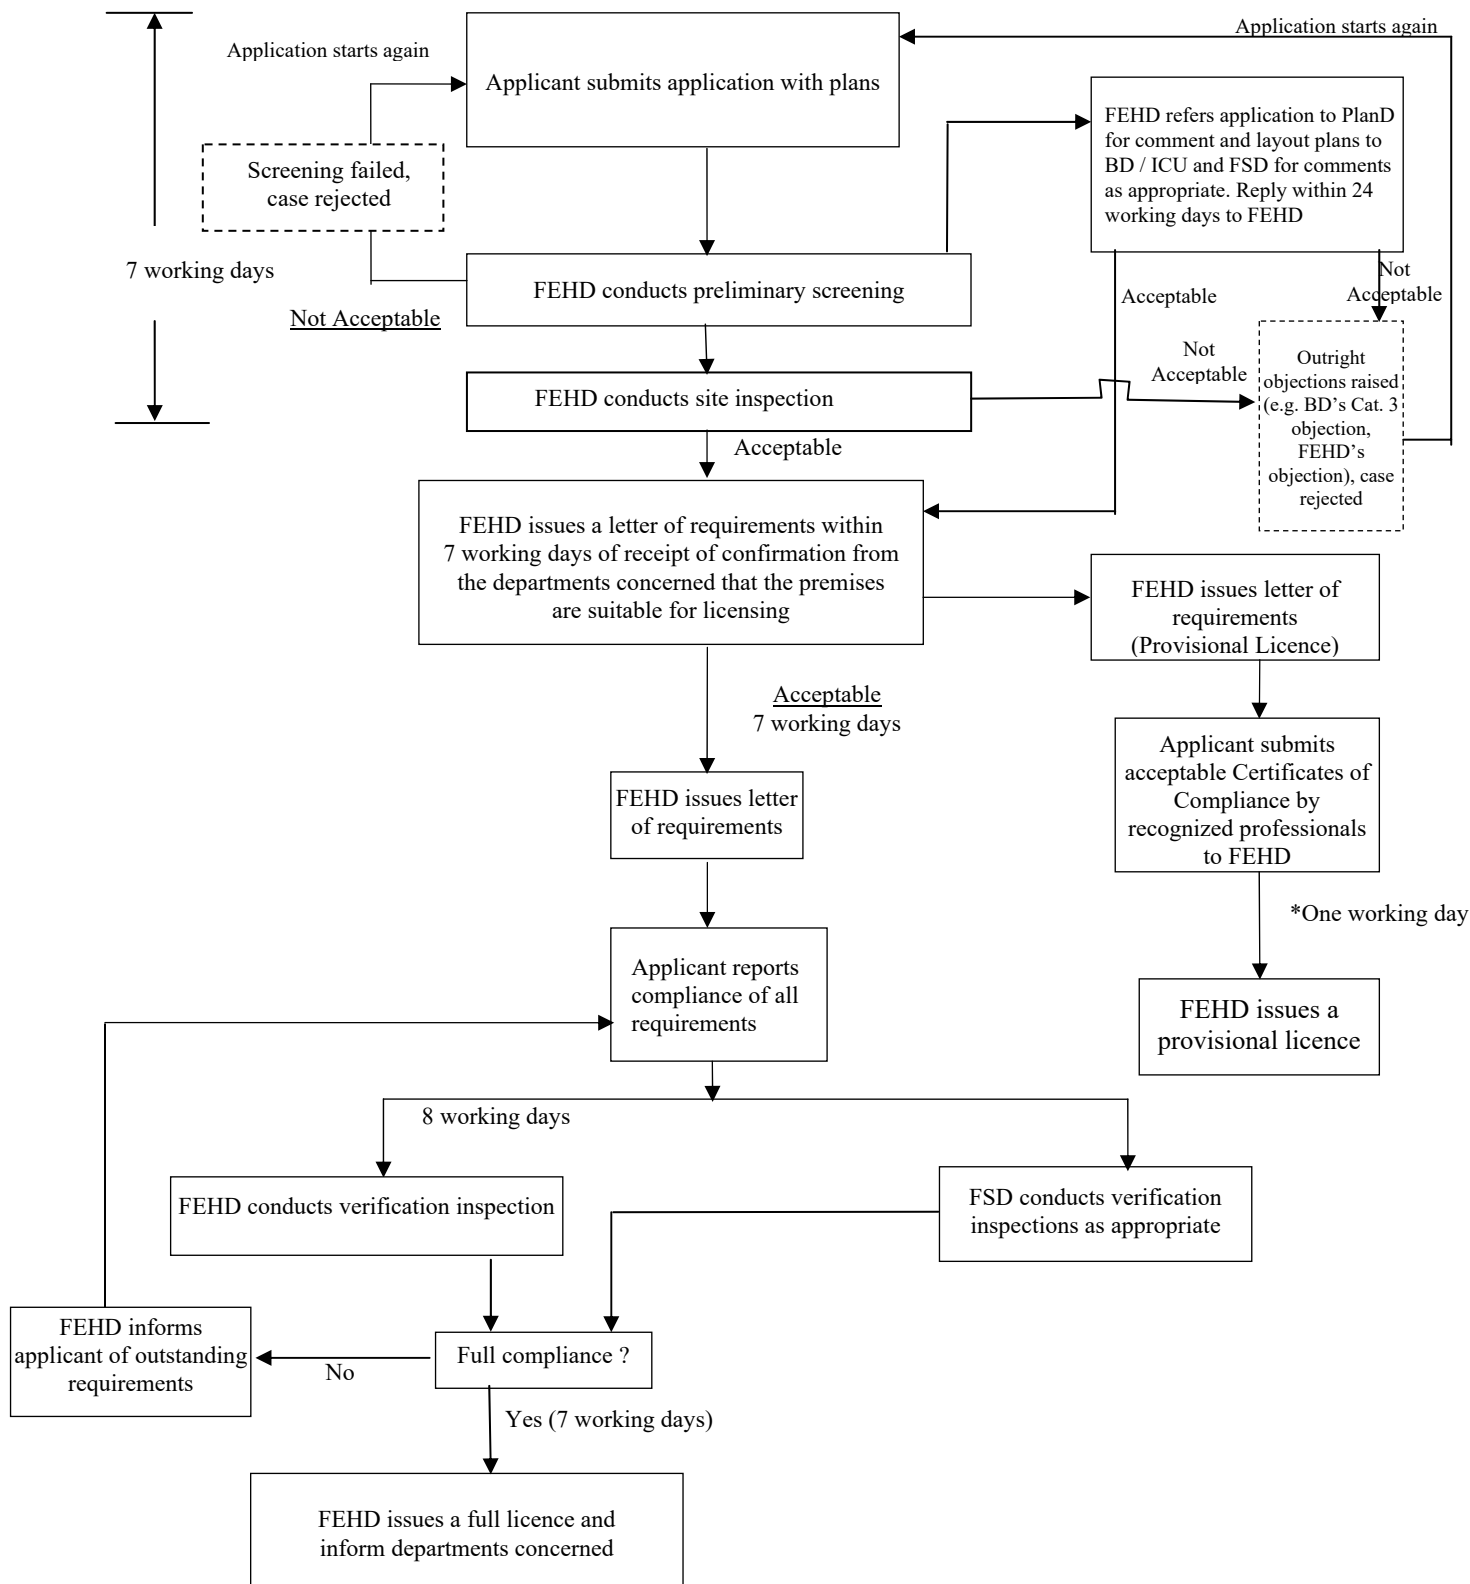 Application starts again
Application starts again
Applicant submits application with plans
FEHD refers application to PlanD
for comment and layout plans to
BD / ICU and FSD for comments
as appropriate. Reply within 24
working days to FEHD
Screening failed,
case rejected
7 working days
FEHD conducts preliminary screening
Not Acceptable
Acceptable
Not
Acceptable
Not
Acceptable
FEHD conducts site inspection
Outright
objections raised
(e.g. BD’s Cat. 3
objection,
FEHD’s
objection), case
rejected
Acceptable
FEHD issues a letter of requirements within
7 working days of receipt of confirmation from
the departments concerned that the premises
are suitable for licensing
FEHD issues letter of
requirements
(Provisional Licence)
Acceptable
7 working days
Applicant submits
acceptable Certificates of
Compliance by
recognized professionals
to FEHD
FEHD issues letter
of requirements
*One working day
Applicant reports
compliance of all
requirements
FEHD issues a
provisional licence
8 working days
FEHD conducts verification inspection
FSD conducts verification
inspections as appropriate
FEHD informs
applicant of outstanding
requirements
No
Full compliance ?
Yes (7 working days)
FEHD issues a full licence and
inform departments concerned